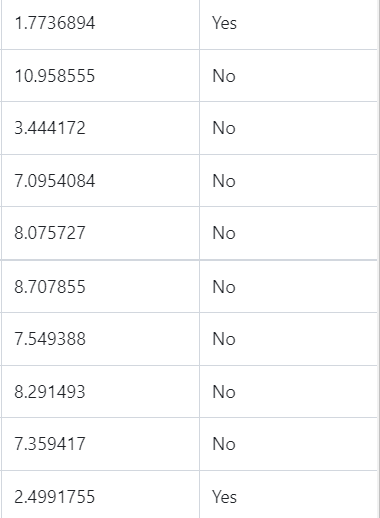 1.7736894 Yes
10.958555 No
3.444172 No
7.0954084 No
8.075727 No
8.707855 No
7.549388 No
8.291493 No
7.359417 No
2.4991755 Yes